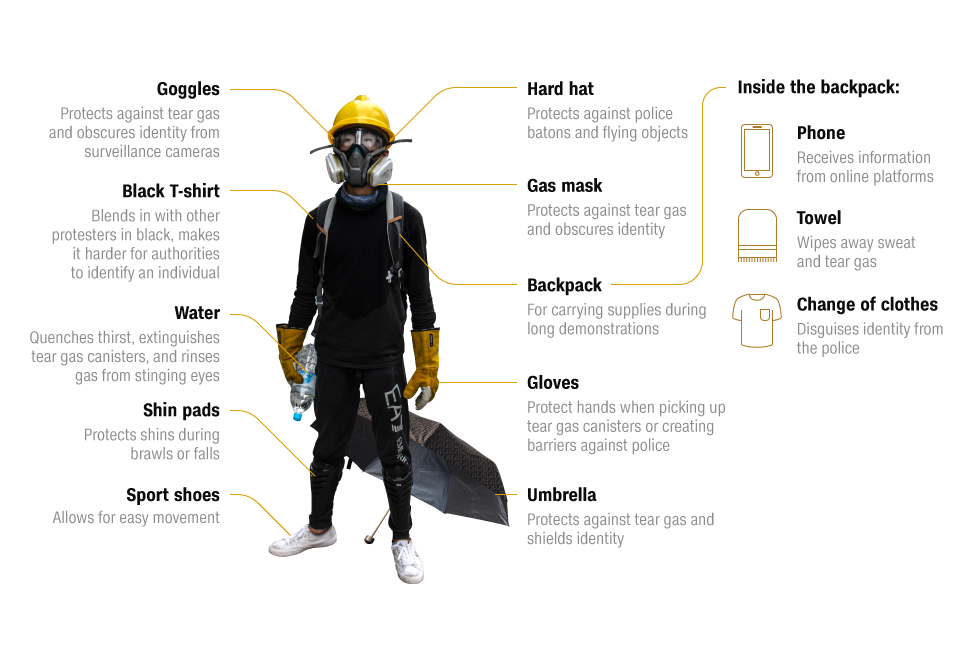 Goggles
Protects against tear gas
and obscures identity from
surveillance cameras
Black T-shirt
Blends in with other
protesters in black, makes
it harder for authorities
to identify an individual
Water
Quenches thirst, extinguishes
tear gas canisters, and rinses
gas from stinging eyes
Shin pads
Protects shins during
brawls or falls
Sport shoes
Allows for easy movement
Hard hat
Protects against police
batons and flying objects
Gas mask
Protects against tear gas
and obscures identity
Backpack
For carrying supplies during
long demonstrations
Gloves
Protect hands when picking up
tear gas canisters or creating
barriers against police
Umbrella
Protects against tear gas and
shields identity
Inside the backpack:
Phone
Receives information
from online platforms
Towel
Wipes away sweat
and tear gas
Change of clothes
Disguises identity from
the police